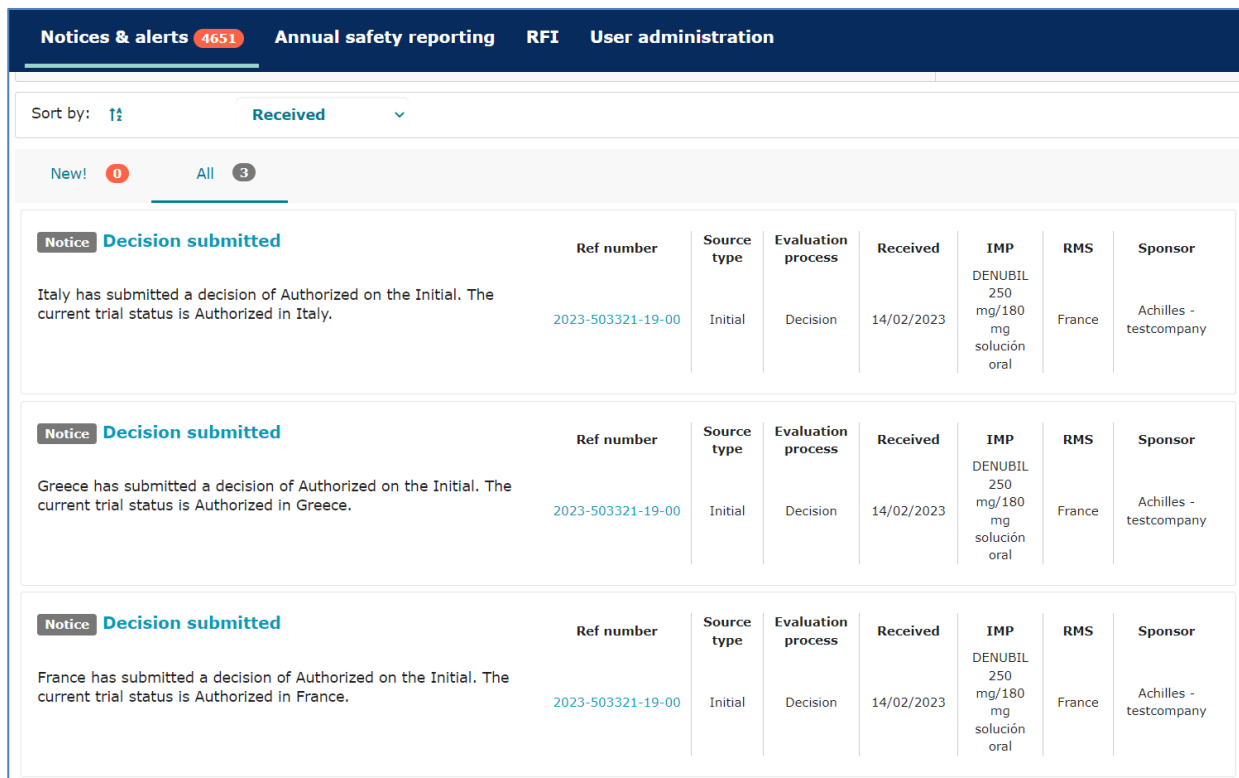 Notices & alerts 4651 Annual safety reporting RFI User administration
Sort by: Received
New! 0 All 3
Notice Decision submitted
Italy has submitted a decision of Authorized on the Initial. The
current trial status is Authorized in Italy.
Ref number
2023-503321-19-00
Source
type
Initial
Evaluation
process
Decision
Received
14/02/2023
IMP
DENUBIL
250
mg/180
mg
solución
oral
RMS
France
Sponsor
Achilles -
testcompany
Notice Decision submitted
Greece has submitted a decision of Authorized on the Initial. The
current trial status is Authorized in Greece.
Ref number
2023-503321-19-00
Source
type
Initial
Evaluation
process
Decision
Received
14/02/2023
IMP
DENUBIL
250
mg/180
mg
solución
oral
RMS
France
Sponsor
Achilles -
testcompany
Notice Decision submitted
France has submitted a decision of Authorized on the Initial. The
current trial status is Authorized in France.
Ref number
2023-503321-19-00
Source
type
Initial
Evaluation
process
Decision
Received
14/02/2023
IMP
DENUBIL
250
mg/180
mg
solución
oral
RMS
France
Sponsor
Achilles -
testcompany